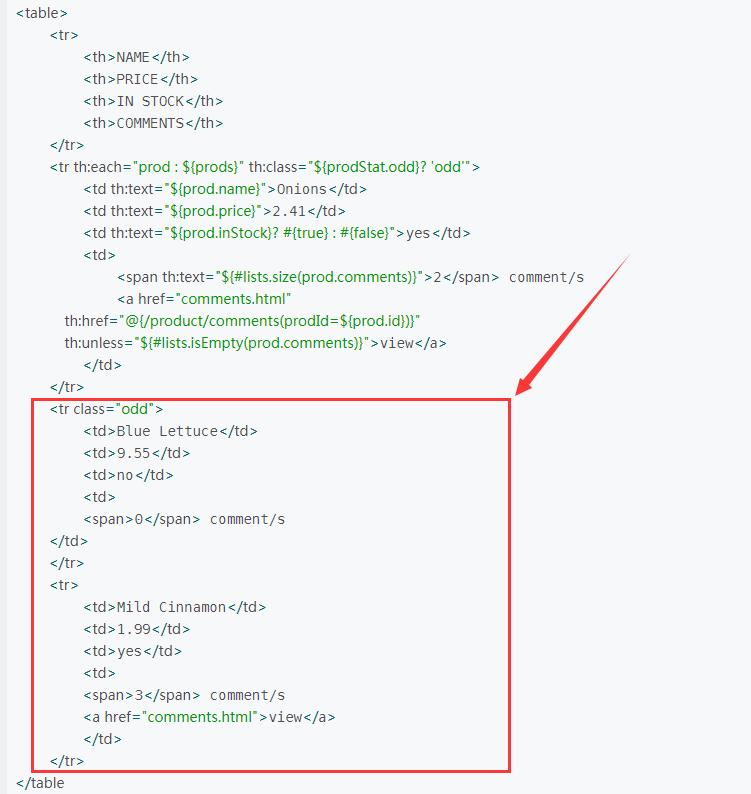 <table>
<tr>
<th>NAME</th>
<th>PRICE</th>
<th>IN STOCK</th>
<th>COMMENTS</th>
</tr>
<tr th:each="prod : ${prods}" th:class="${prodStat.odd}? 'odd'">
<td th:text="${prod.name}">Onions</td>
<td th:text="${prod.price}">2.41</td>
<td th:text="${prod.inStock}? #{true} : #{false}">yes</td>
<td>
<span th:text="${#lists.size(prod.comments)}">2</span> comment/s
<a href="comments.html"
th:href="@{/product/comments(prodId=${prod.id})}"
th:unless="${#lists.isEmpty(prod.comments)}">view</a>
</td>
</tr>
<tr class="odd">
<td>Blue Lettuce</td>
<td>9.55</td>
<td>no</td>
<td>
<span>0</span> comment/s
</td>
</tr>
<tr>
<td>Mild Cinnamon</td>
<td>1.99</td>
<td>yes</td>
<td>
<span>3</span> comment/s
<a href="comments.html">view</a>
</td>
</tr>
</table